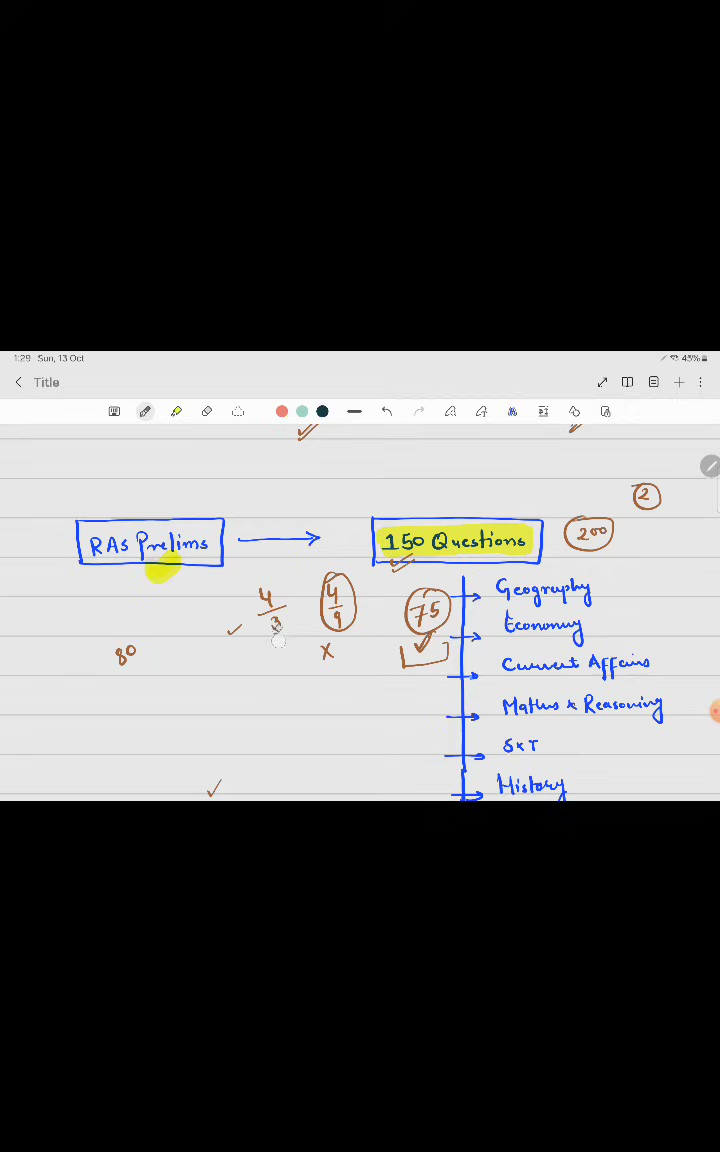 1:29 Sun, 13 Oct
45%
Title
2
RAs Prelims
150 Questions
200
4/3
4/9
75
Geography
Economy
80
x
Current Affairs
Maths & Reasoning
S&T
History